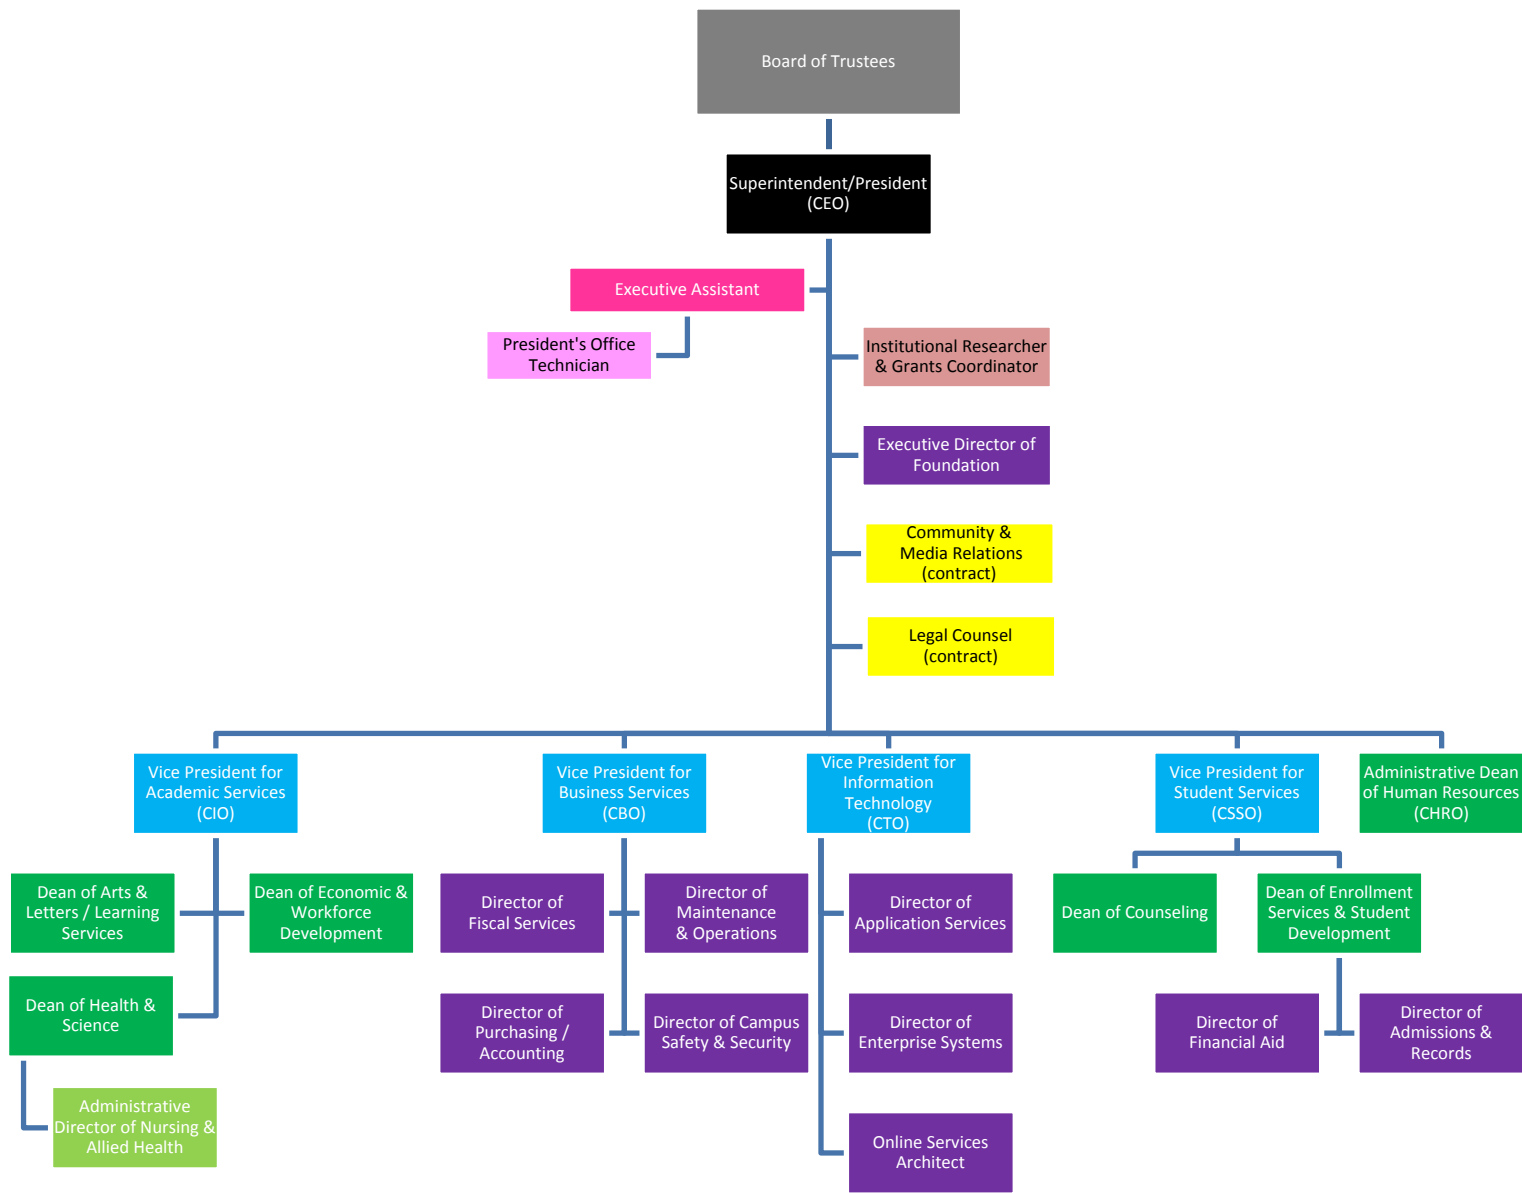 Board of Trustees
Superintendent/President
(CEO)
Executive Assistant
President's Office
Technician
Institutional Researcher
& Grants Coordinator
Executive Director of
Foundation
Community &
Media Relations
(contract)
Legal Counsel
(contract)
Vice President for
Academic Services
(CIO)
Vice President for
Business Services
(CBO)
Vice President for
Information
Technology
(CTO)
Vice President for
Student Services
(CSSO)
Administrative Dean
of Human Resources
(CHRO)
Dean of Arts &
Letters / Learning
Services
Dean of Economic &
Workforce
Development
Director of
Fiscal Services
Director of
Maintenance
& Operations
Director of
Application Services
Dean of Counseling
Dean of Enrollment
Services & Student
Development
Dean of Health &
Science
Director of
Purchasing /
Accounting
Director of Campus
Safety & Security
Director of
Enterprise Systems
Director of
Financial Aid
Director of
Admissions &
Records
Administrative
Director of Nursing &
Allied Health
Online Services
Architect